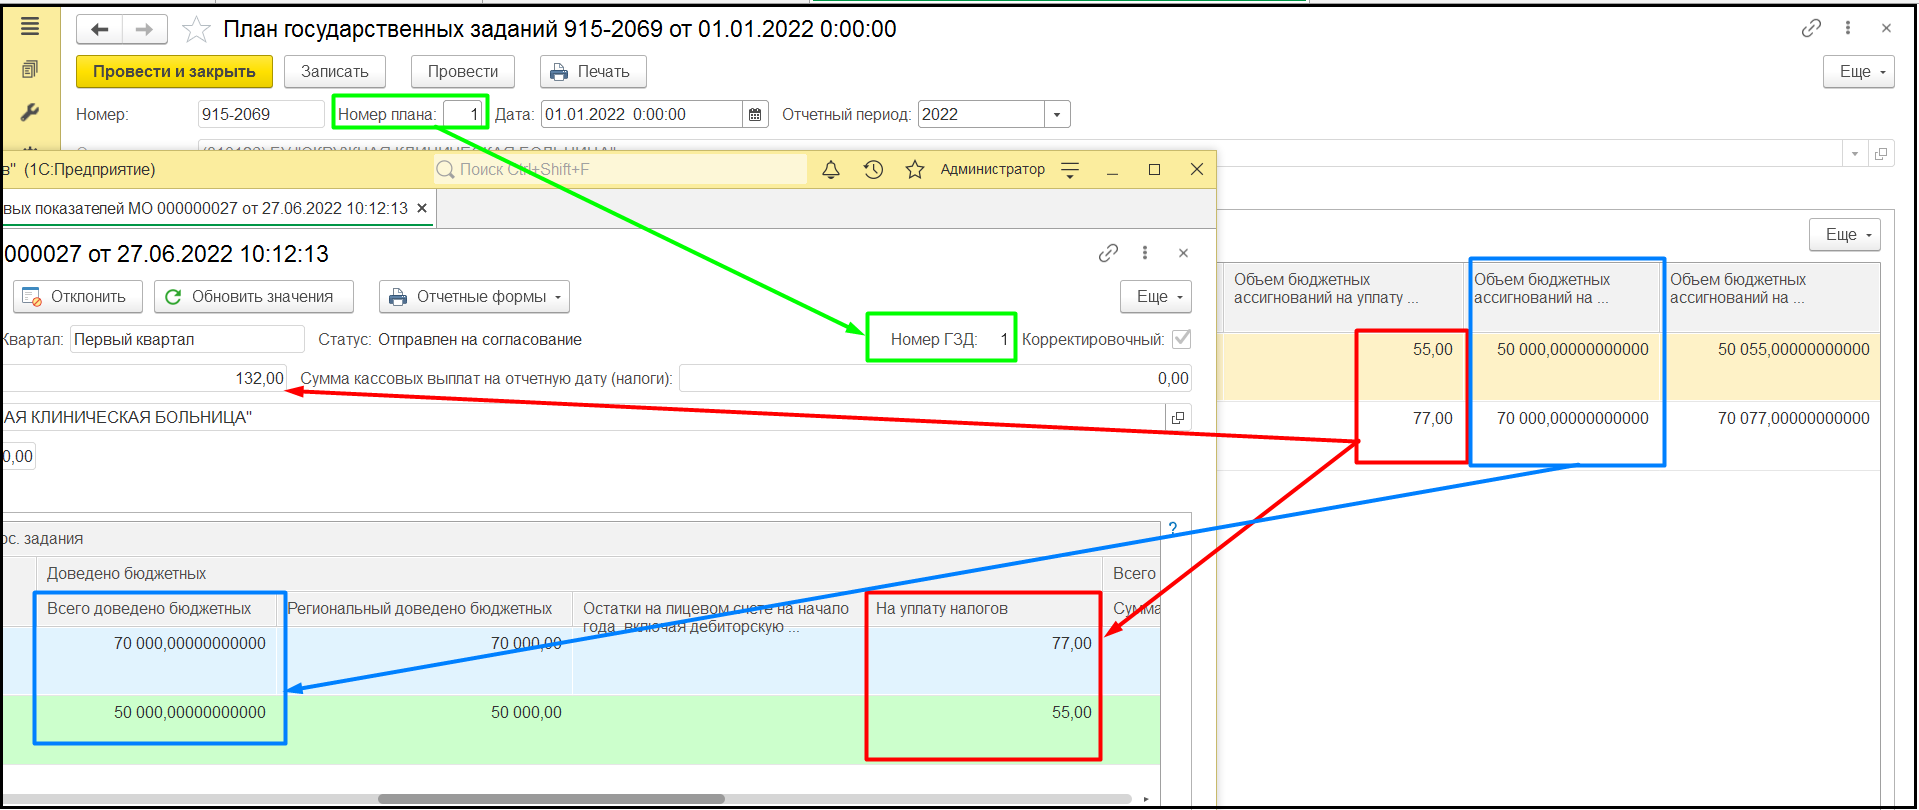 План государственных заданий 915-2069 от 01.01.2022 0:00:00
Провести и закрыть Записать Провести Печать Еще
Номер: 915-2069 Номер плана: 1 Дата: 01.01.2022 0:00:00 Отчетный период: 2022
в" (1С:Предприятие) Поиск Ctrl+Shift+F Администратор
вых показателей МО 000000027 от 27.06.2022 10:12:13
000027 от 27.06.2022 10:12:13
Отклонить Обновить значения Отчетные формы Еще
Квартал: Первый квартал Статус: Отправлен на согласование Номер ГЗД: 1 Корректировочный:
132,00 Сумма кассовых выплат на отчетную дату (налоги): 0,00
АЯ КЛИНИЧЕСКАЯ БОЛЬНИЦА"
0,00
ос. задания ?
Доведено бюджетных Всего
Всего доведено бюджетных Региональный доведено бюджетных Остатки на лицевом счете на начало На уплату налогов Сумма
года, включая дебиторскую ...
70 000,00000000000 70 000,00 77,00
50 000,00000000000 50 000,00 55,00
Еще
Объем бюджетных Объем бюджетных Объем бюджетных
ассигнований на уплату ... ассигнований на ... ассигнований на ...
55,00 50 000,00000000000 50 055,00000000000
77,00 70 000,00000000000 70 077,00000000000